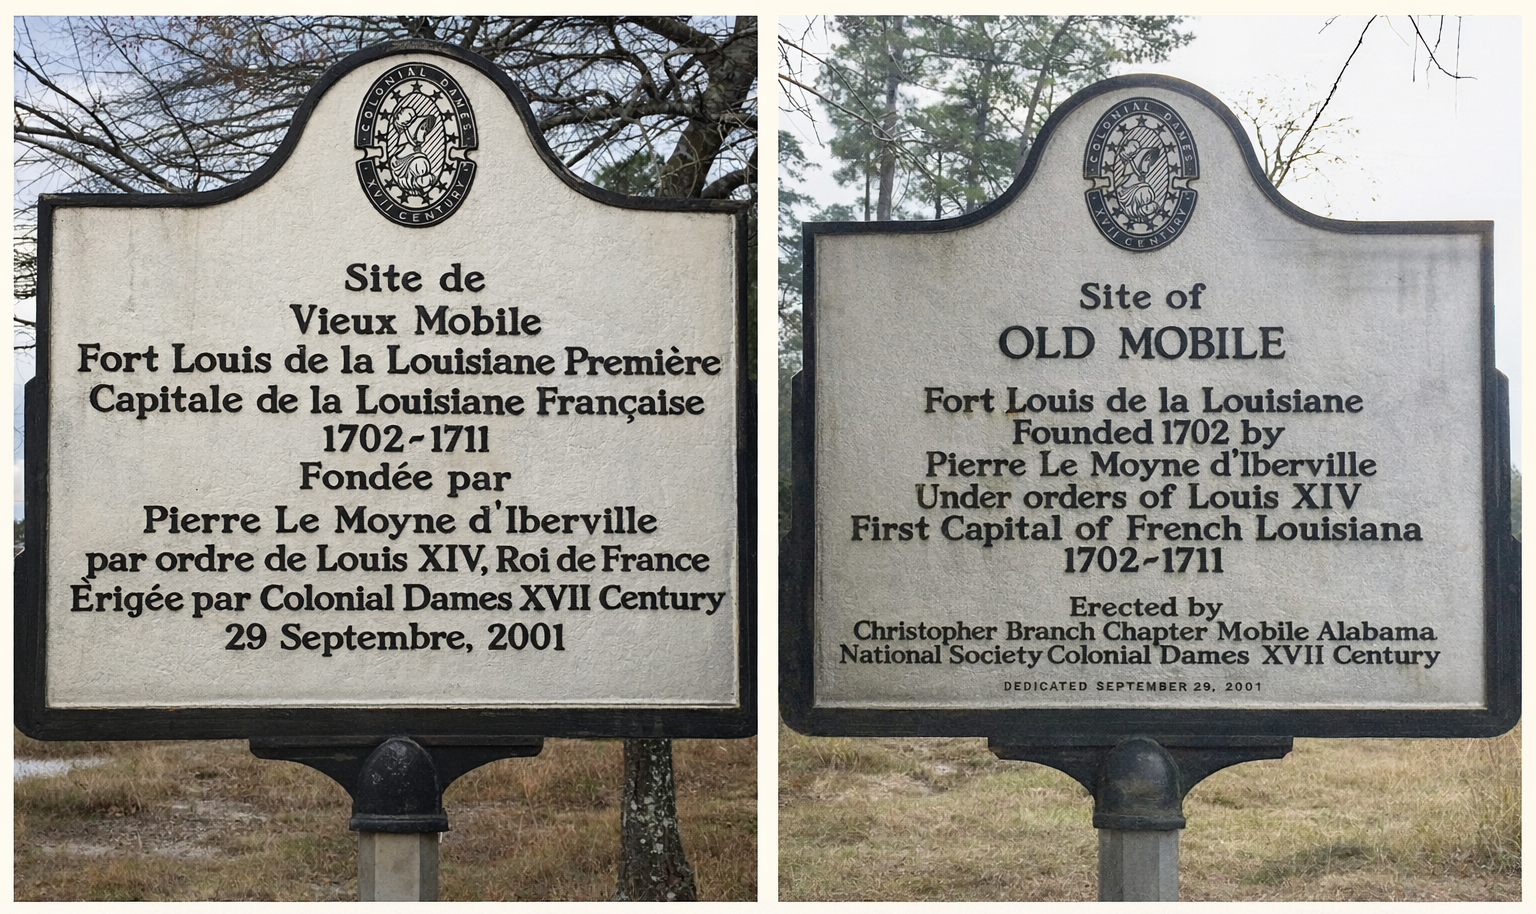 COLONIAL DAMES
XVII CENTURY
Site de
Vieux Mobile
Fort Louis de la Louisiane Première
Capitale de la Louisiane Française
1702-1711
Fondée par
Pierre Le Moyne d'Iberville
par ordre de Louis XIV, Roi de France
Èrigée par Colonial Dames XVII Century
29 Septembre, 2001
COLONIAL DAMES
XVII CENTURY
Site of
OLD MOBILE
Fort Louis de la Louisiane
Founded 1702 by
Pierre Le Moyne d'Iberville
Under orders of Louis XIV
First Capital of French Louisiana
1702-1711
Erected by
Christopher Branch Chapter Mobile Alabama
National Society Colonial Dames XVII Century
DEDICATED SEPTEMBER 29, 2001